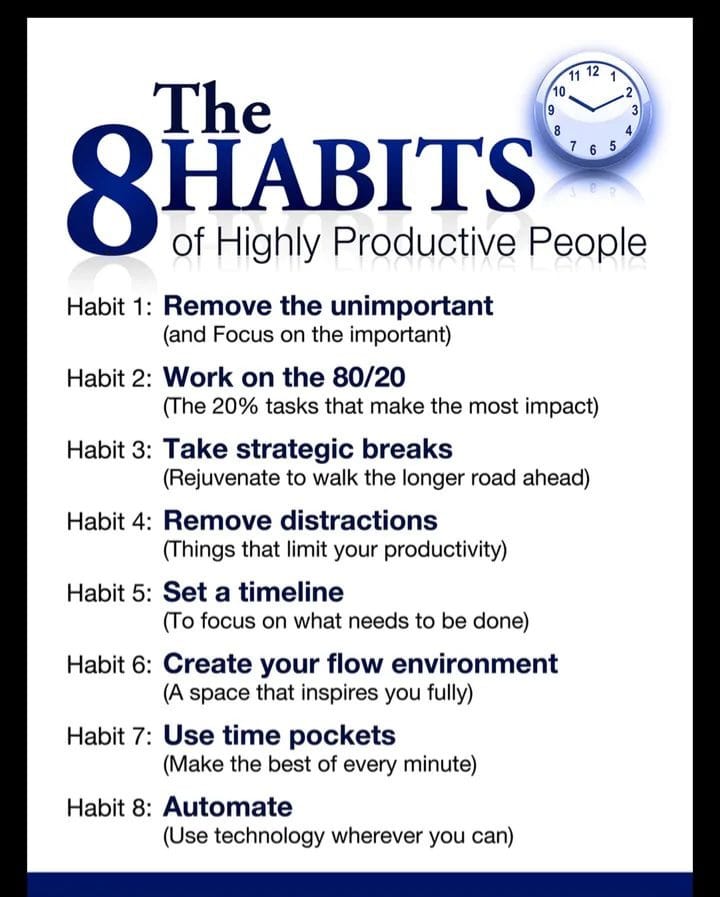 The
8 HABITS
of Highly Productive People
11 12 1
10 2
9 3
8 4
7 6 5
Habit 1: Remove the unimportant
(and Focus on the important)
Habit 2: Work on the 80/20
(The 20% tasks that make the most impact)
Habit 3: Take strategic breaks
(Rejuvenate to walk the longer road ahead)
Habit 4: Remove distractions
(Things that limit your productivity)
Habit 5: Set a timeline
(To focus on what needs to be done)
Habit 6: Create your flow environment
(A space that inspires you fully)
Habit 7: Use time pockets
(Make the best of every minute)
Habit 8: Automate
(Use technology wherever you can)